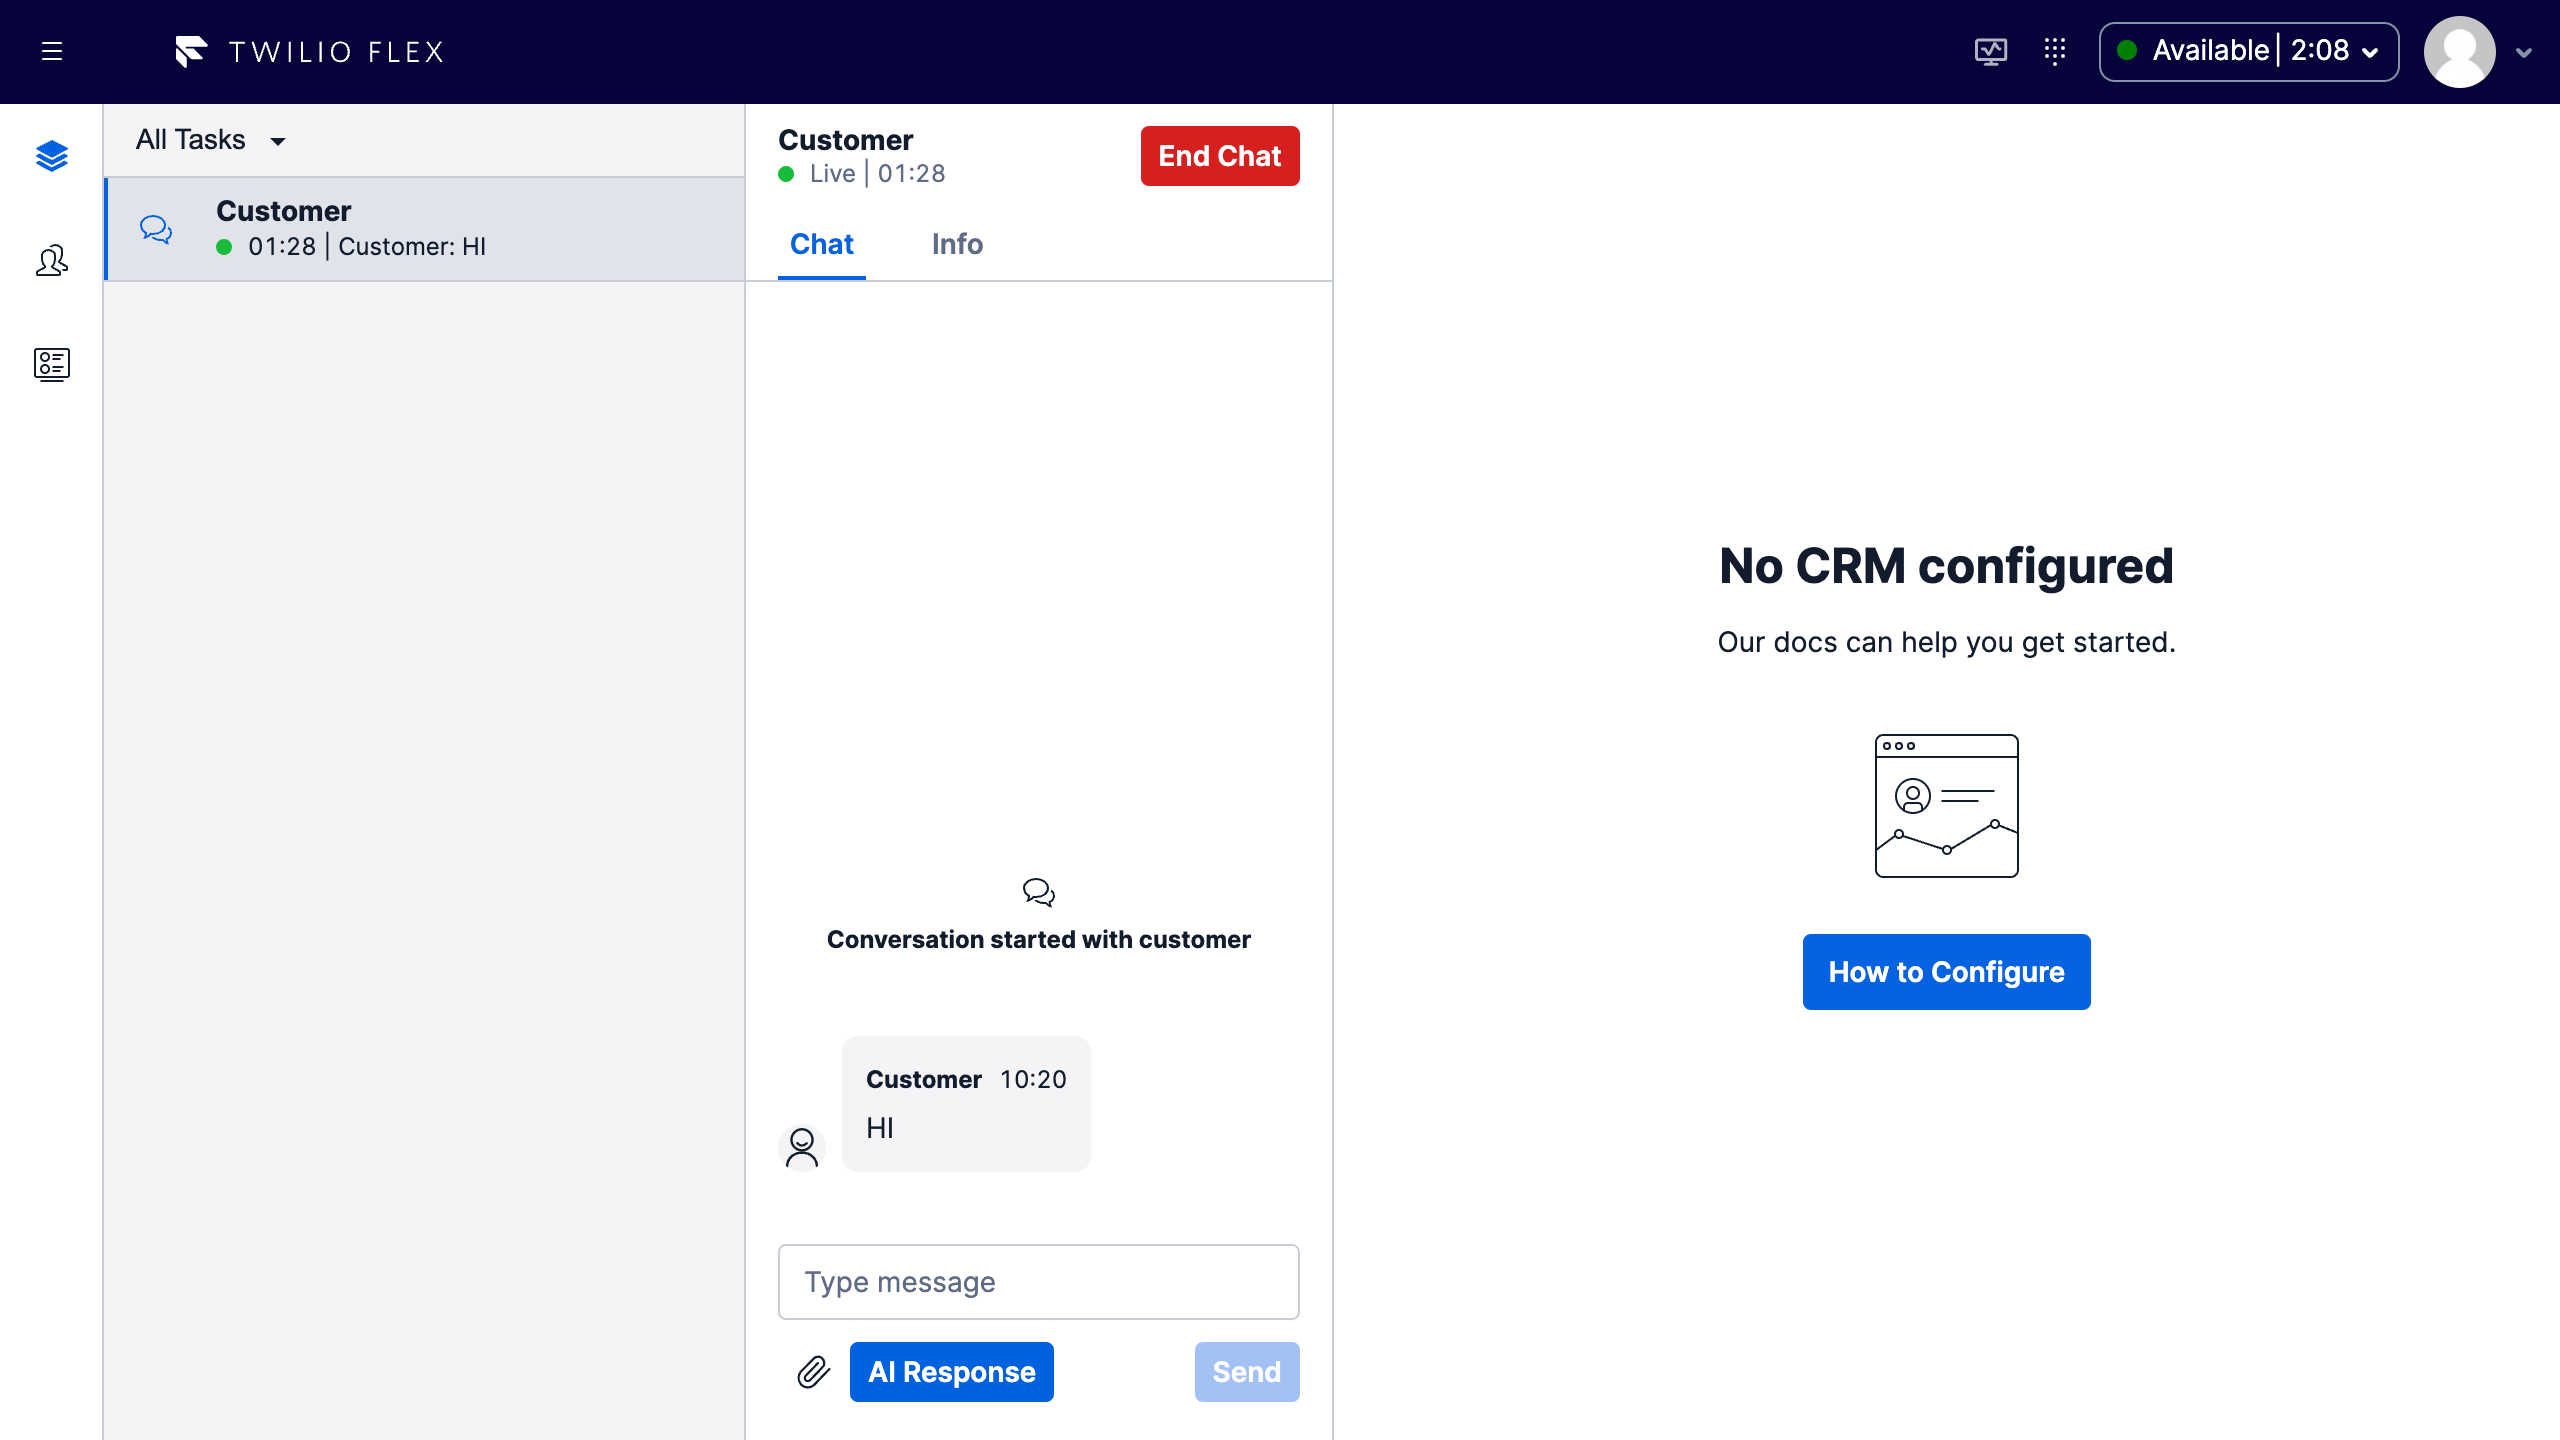 TWILIO FLEX
Available | 2:08
All Tasks
Customer
01:28 | Customer: HI
Customer
Live | 01:28
End Chat
Chat
Info
Conversation started with customer
Customer 10:20
HI
Type message
AI Response
Send
No CRM configured
Our docs can help you get started.
How to Configure